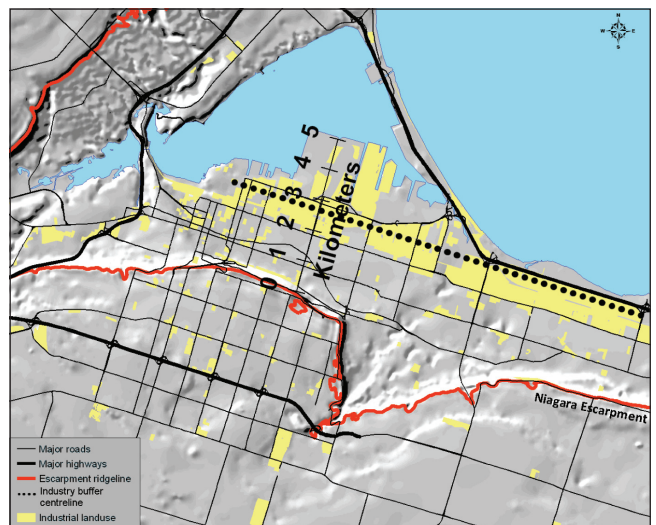 N
W E
S
5
4
3
2
1
0
Kilometers
Niagara Escarpment
Major roads
Major highways
Escarpment ridgeline
Industry buffer
centreline
Industrial landuse